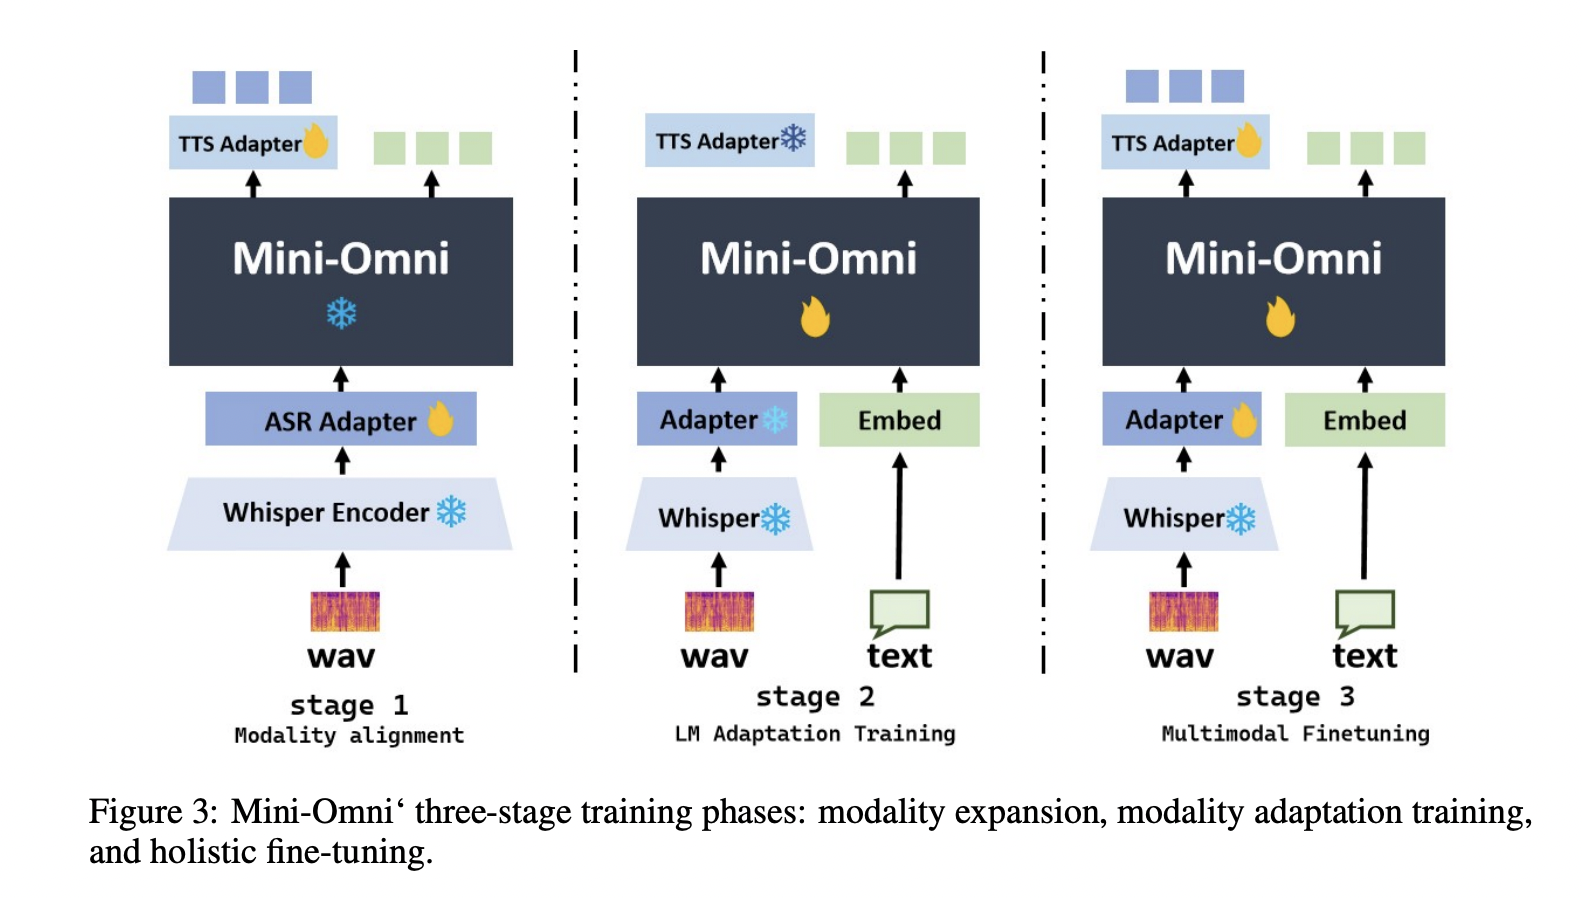 TTS Adapter
Mini-Omni
ASR Adapter
Whisper Encoder
wav
stage 1
Modality alignment
TTS Adapter
Mini-Omni
Adapter
Embed
Whisper
wav
text
stage 2
LM Adaptation Training
TTS Adapter
Mini-Omni
Adapter
Embed
Whisper
wav
text
stage 3
Multimodal Finetuning
Figure 3: Mini-Omni‘ three-stage training phases: modality expansion, modality adaptation training,
and holistic fine-tuning.